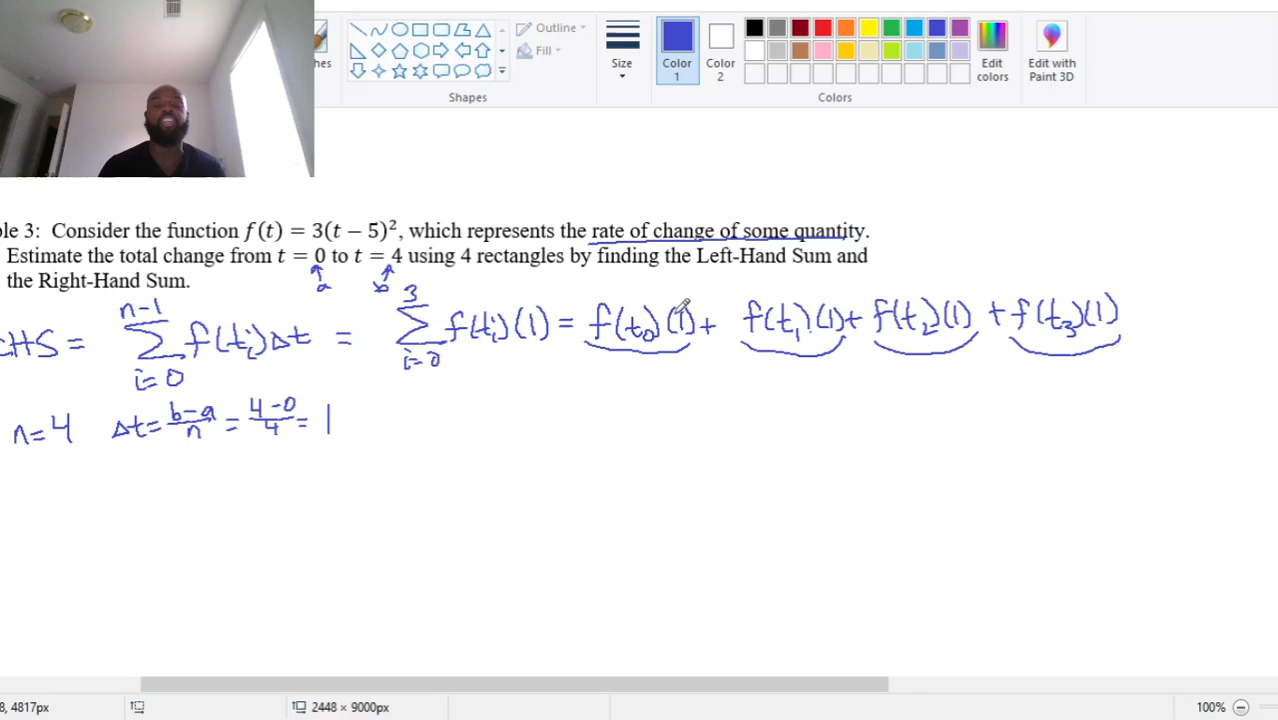 Outline
Fill
Size
Color 1
Color 2
Edit colors
Edit with Paint 3D
hes
Shapes
Colors
le 3: Consider the function f(t) = 3(t − 5)², which represents the rate of change of some quantity.
Estimate the total change from t = 0 to t = 4 using 4 rectangles by finding the Left-Hand Sum and
the Right-Hand Sum.
a b
LHS = n-1 ∑ i=0 f(tᵢ)Δt = 3 ∑ i=0 f(tᵢ)(1) = f(t₀)(1) + f(t₁)(1) + f(t₂)(1) + f(t₃)(1)
n=4 Δt = b-a/n = 4-0/4 = 1
8, 4817px
2448 × 9000px
100%